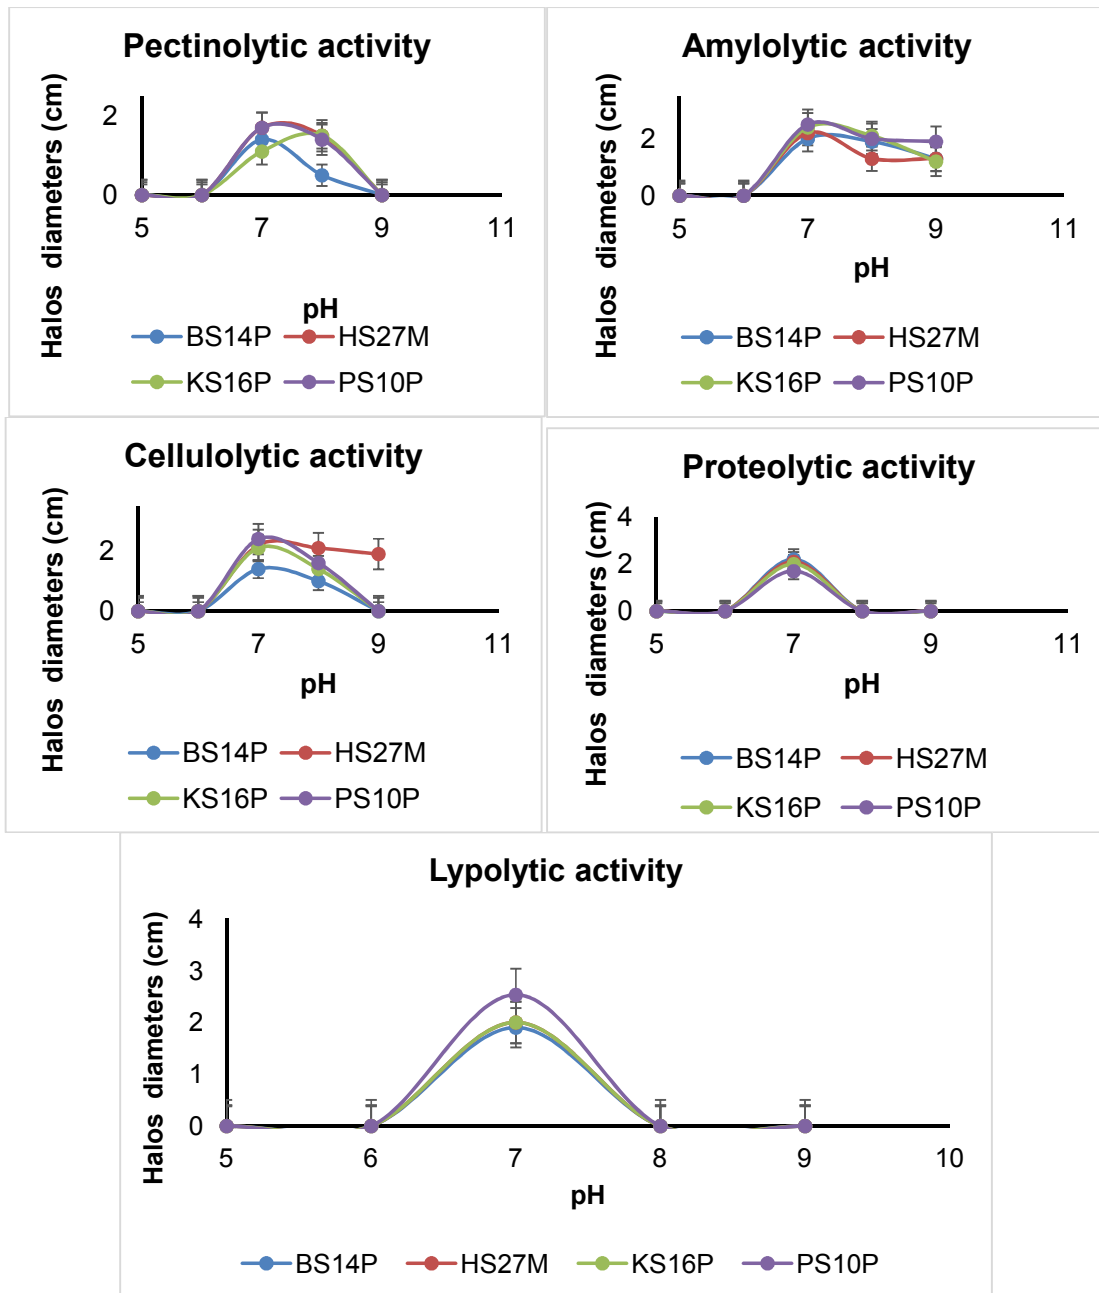 Pectinolytic activity
Halos diameters (cm)
2
0
5 7 9 11
pH
BS14P HS27M
KS16P PS10P
Amylolytic activity
Halos diameters (cm)
2
0
5 7 9 11
pH
BS14P HS27M
KS16P PS10P
Cellulolytic activity
Halos diameters (cm)
2
0
5 7 9 11
pH
BS14P HS27M
KS16P PS10P
Proteolytic activity
Halos diameters (cm)
4
2
0
5 7 9 11
pH
BS14P HS27M
KS16P PS10P
Lypolytic activity
Halos diameters (cm)
4
3
2
1
0
5 6 7 8 9 10
pH
BS14P HS27M KS16P PS10P